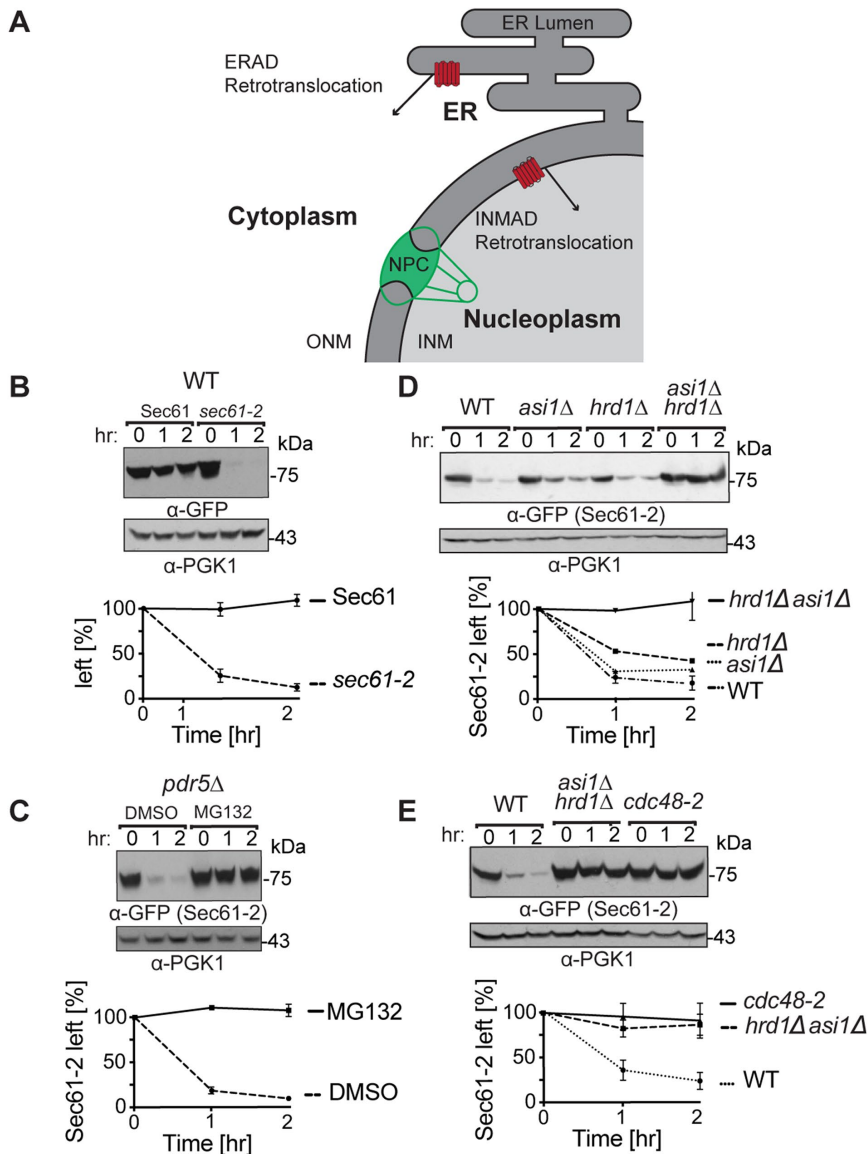 A
ER Lumen
ERAD
Retrotranslocation
ER
INMAD
Retrotranslocation
Cytoplasm
NPC
Nucleoplasm
ONM
INM
B
WT
Sec61 sec61-2
hr: 0 1 2 0 1 2
kDa
-75
α-GFP
-43
α-PGK1
100
50
0
left [%]
Sec61
sec61-2
0 1 2
Time [hr]
C
pdr5Δ
DMSO MG132
hr: 0 1 2 0 1 2
kDa
-75
α-GFP (Sec61-2)
-43
α-PGK1
100
50
0
Sec61-2 left [%]
MG132
DMSO
0 1 2
Time [hr]
D
WT asi1Δ hrd1Δ asi1Δ
hrd1Δ
hr: 0 1 2 0 1 2 0 1 2 0 1 2
kDa
-75
α-GFP (Sec61-2)
-43
α-PGK1
100
50
0
Sec61-2 left [%]
hrd1Δ asi1Δ
hrd1Δ
asi1Δ
WT
0 1 2
Time [hr]
E
WT asi1Δ
hrd1Δ cdc48-2
hr: 0 1 2 0 1 2 0 1 2
kDa
-75
α-GFP (Sec61-2)
-43
α-PGK1
100
50
0
Sec61-2 left [%]
cdc48-2
hrd1Δ asi1Δ
WT
0 1 2
Time [hr]